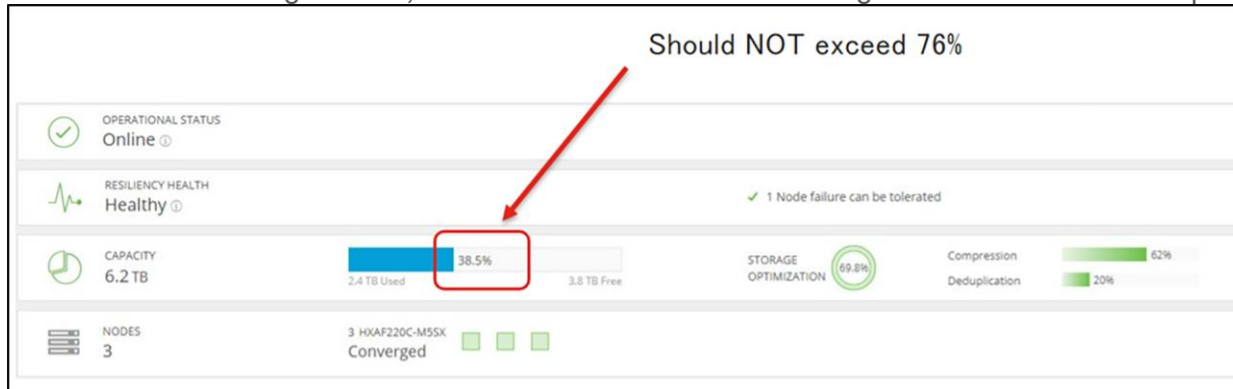 Should NOT exceed 76%
OPERATIONAL STATUS
Online ⓘ
RESILIENCY HEALTH
Healthy ⓘ
✓ 1 Node failure can be tolerated
CAPACITY
6.2 TB
38.5%
2.4 TB Used
3.8 TB Free
STORAGE
OPTIMIZATION
69.8%
Compression
62%
Deduplication
20%
NODES
3
3 HXAF220C-M5SX
Converged